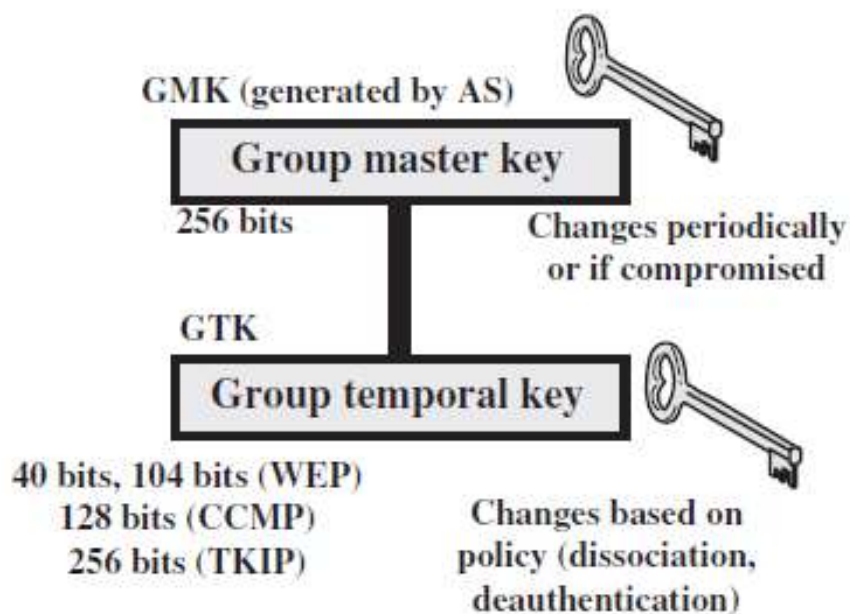 GMK (generated by AS)
Group master key
256 bits
Changes periodically
or if compromised
GTK
Group temporal key
40 bits, 104 bits (WEP)
128 bits (CCMP)
256 bits (TKIP)
Changes based on
policy (dissociation,
deauthentication)